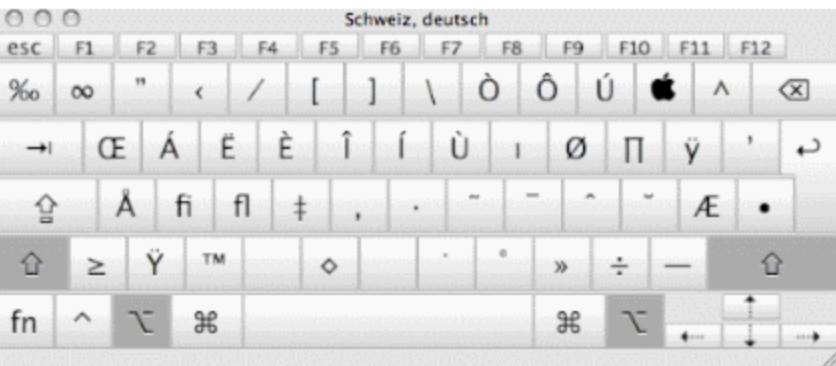 Schweiz, deutsch
esc F1 F2 F3 F4 F5 F6 F7 F8 F9 F10 F11 F12
‰ ∞ ” ‹ ⁄ [ ] \ Ò Ô Ú  ^ ⌫
⇥ Œ Á Ë È Î Í Ù ı Ø ∏ ÿ ’ ↩
⇪ Å fi fl ‡ ‚ · ˜ ¯ ˆ ˘ Æ •
⇧ ≥ Ÿ ™ ◊ ˙ ˚ » ÷ — ⇧
fn ^ ⌥ ⌘ ⌘ ⌥ ⇠ ⇡ ⇣ ⇢